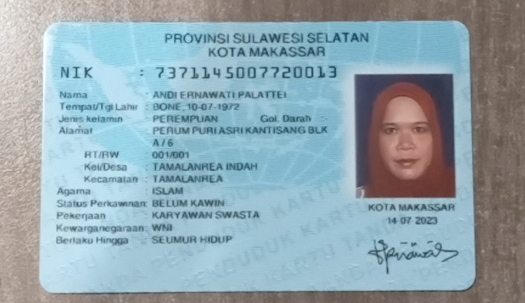 PROVINSI SULAWESI SELATAN
KOTA MAKASSAR
NIK : 7371145007720013
Nama : ANDI ERNAWATI PALATTEI
Tempat/Tgl Lahir : BONE, 10-07-1972
Jenis kelamin : PEREMPUAN Gol. Darah :-
Alamat : PERUM PURI ASRI KANTISANG BLK
A / 6
RT/RW : 001/001
Kel/Desa : TAMALANREA INDAH
Kecamatan : TAMALANREA
Agama : ISLAM
Status Perkawinan: BELUM KAWIN
Pekerjaan : KARYAWAN SWASTA
Kewarganegaraan: WNI
Berlaku Hingga : SEUMUR HIDUP
KOTA MAKASSAR
14-07-2023